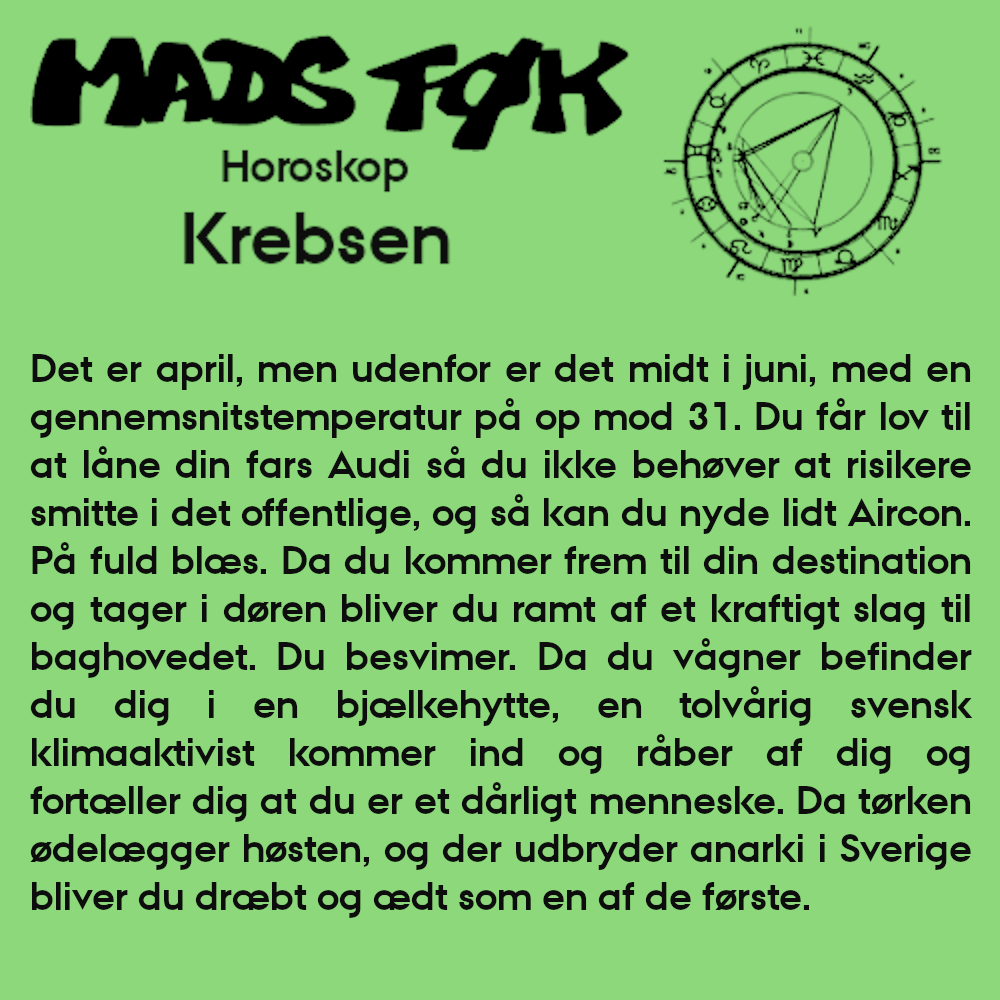 MADS FØK
Horoskop
Krebsen
Det er april, men udenfor er det midt i juni, med en
gennemsnitstemperatur på op mod 31. Du får lov til
at låne din fars Audi så du ikke behøver at risikere
smitte i det offentlige, og så kan du nyde lidt Aircon.
På fuld blæs. Da du kommer frem til din destination
og tager i døren bliver du ramt af et kraftigt slag til
baghovedet. Du besvimer. Da du vågner befinder
du dig i en bjælkehytte, en tolvårig svensk
klimaaktivist kommer ind og råber af dig og
fortæller dig at du er et dårligt menneske. Da tørken
ødelægger høsten, og der udbryder anarki i Sverige
bliver du dræbt og ædt som en af de første.